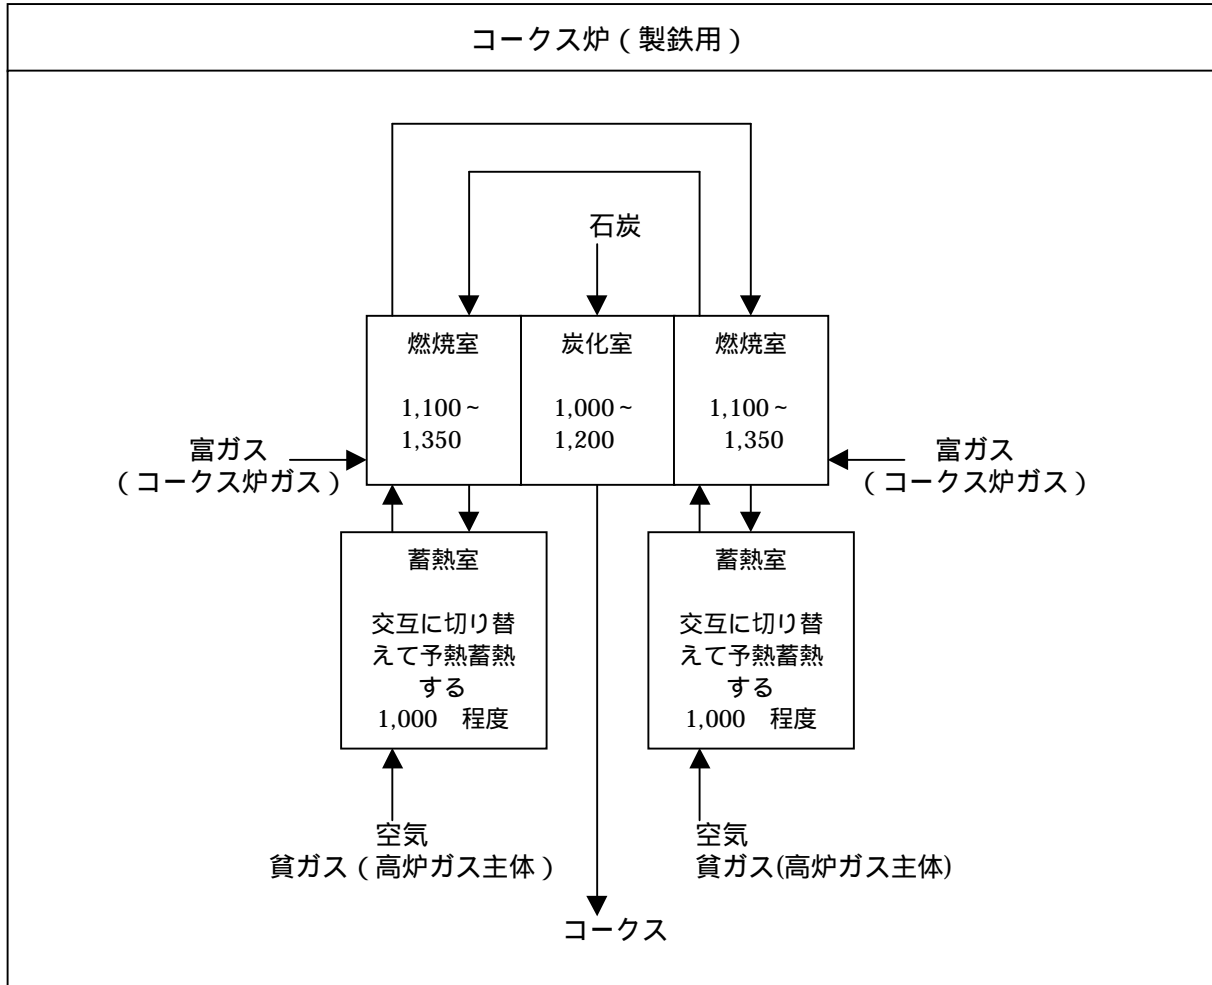 コークス炉（製鉄用）
石炭
燃焼室
1,100~
1,350
炭化室
1,000~
1,200
燃焼室
1,100~
1,350
富ガス
（コークス炉ガス）
富ガス
（コークス炉ガス）
蓄熱室
交互に切り替
えて予熱蓄熱
する
1,000　程度
蓄熱室
交互に切り替
えて予熱蓄熱
する
1,000　程度
空気
貧ガス（高炉ガス主体）
空気
貧ガス(高炉ガス主体)
コークス